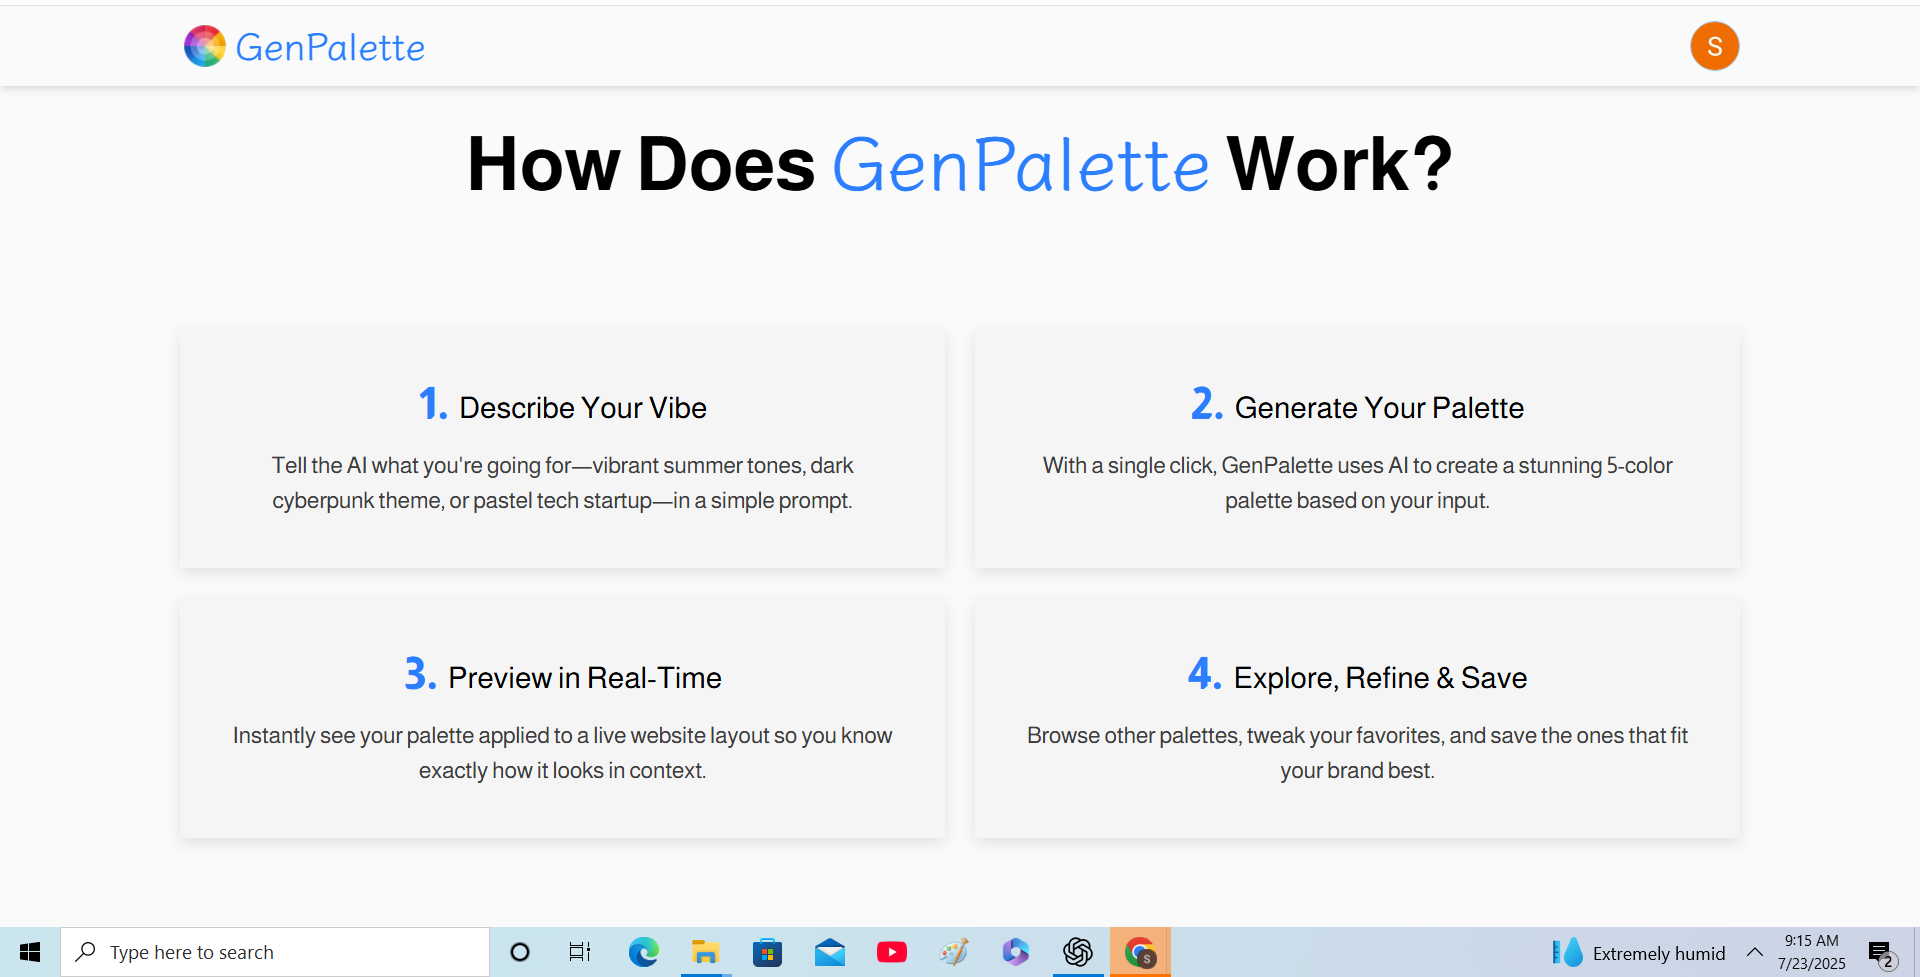 GenPalette
S
How Does GenPalette Work?
1. Describe Your Vibe
Tell the AI what you're going for—vibrant summer tones, dark
cyberpunk theme, or pastel tech startup—in a simple prompt.
2. Generate Your Palette
With a single click, GenPalette uses AI to create a stunning 5-color
palette based on your input.
3. Preview in Real-Time
Instantly see your palette applied to a live website layout so you know
exactly how it looks in context.
4. Explore, Refine & Save
Browse other palettes, tweak your favorites, and save the ones that fit
your brand best.
Type here to search
S
Extremely humid
9:15 AM
7/23/2025
2